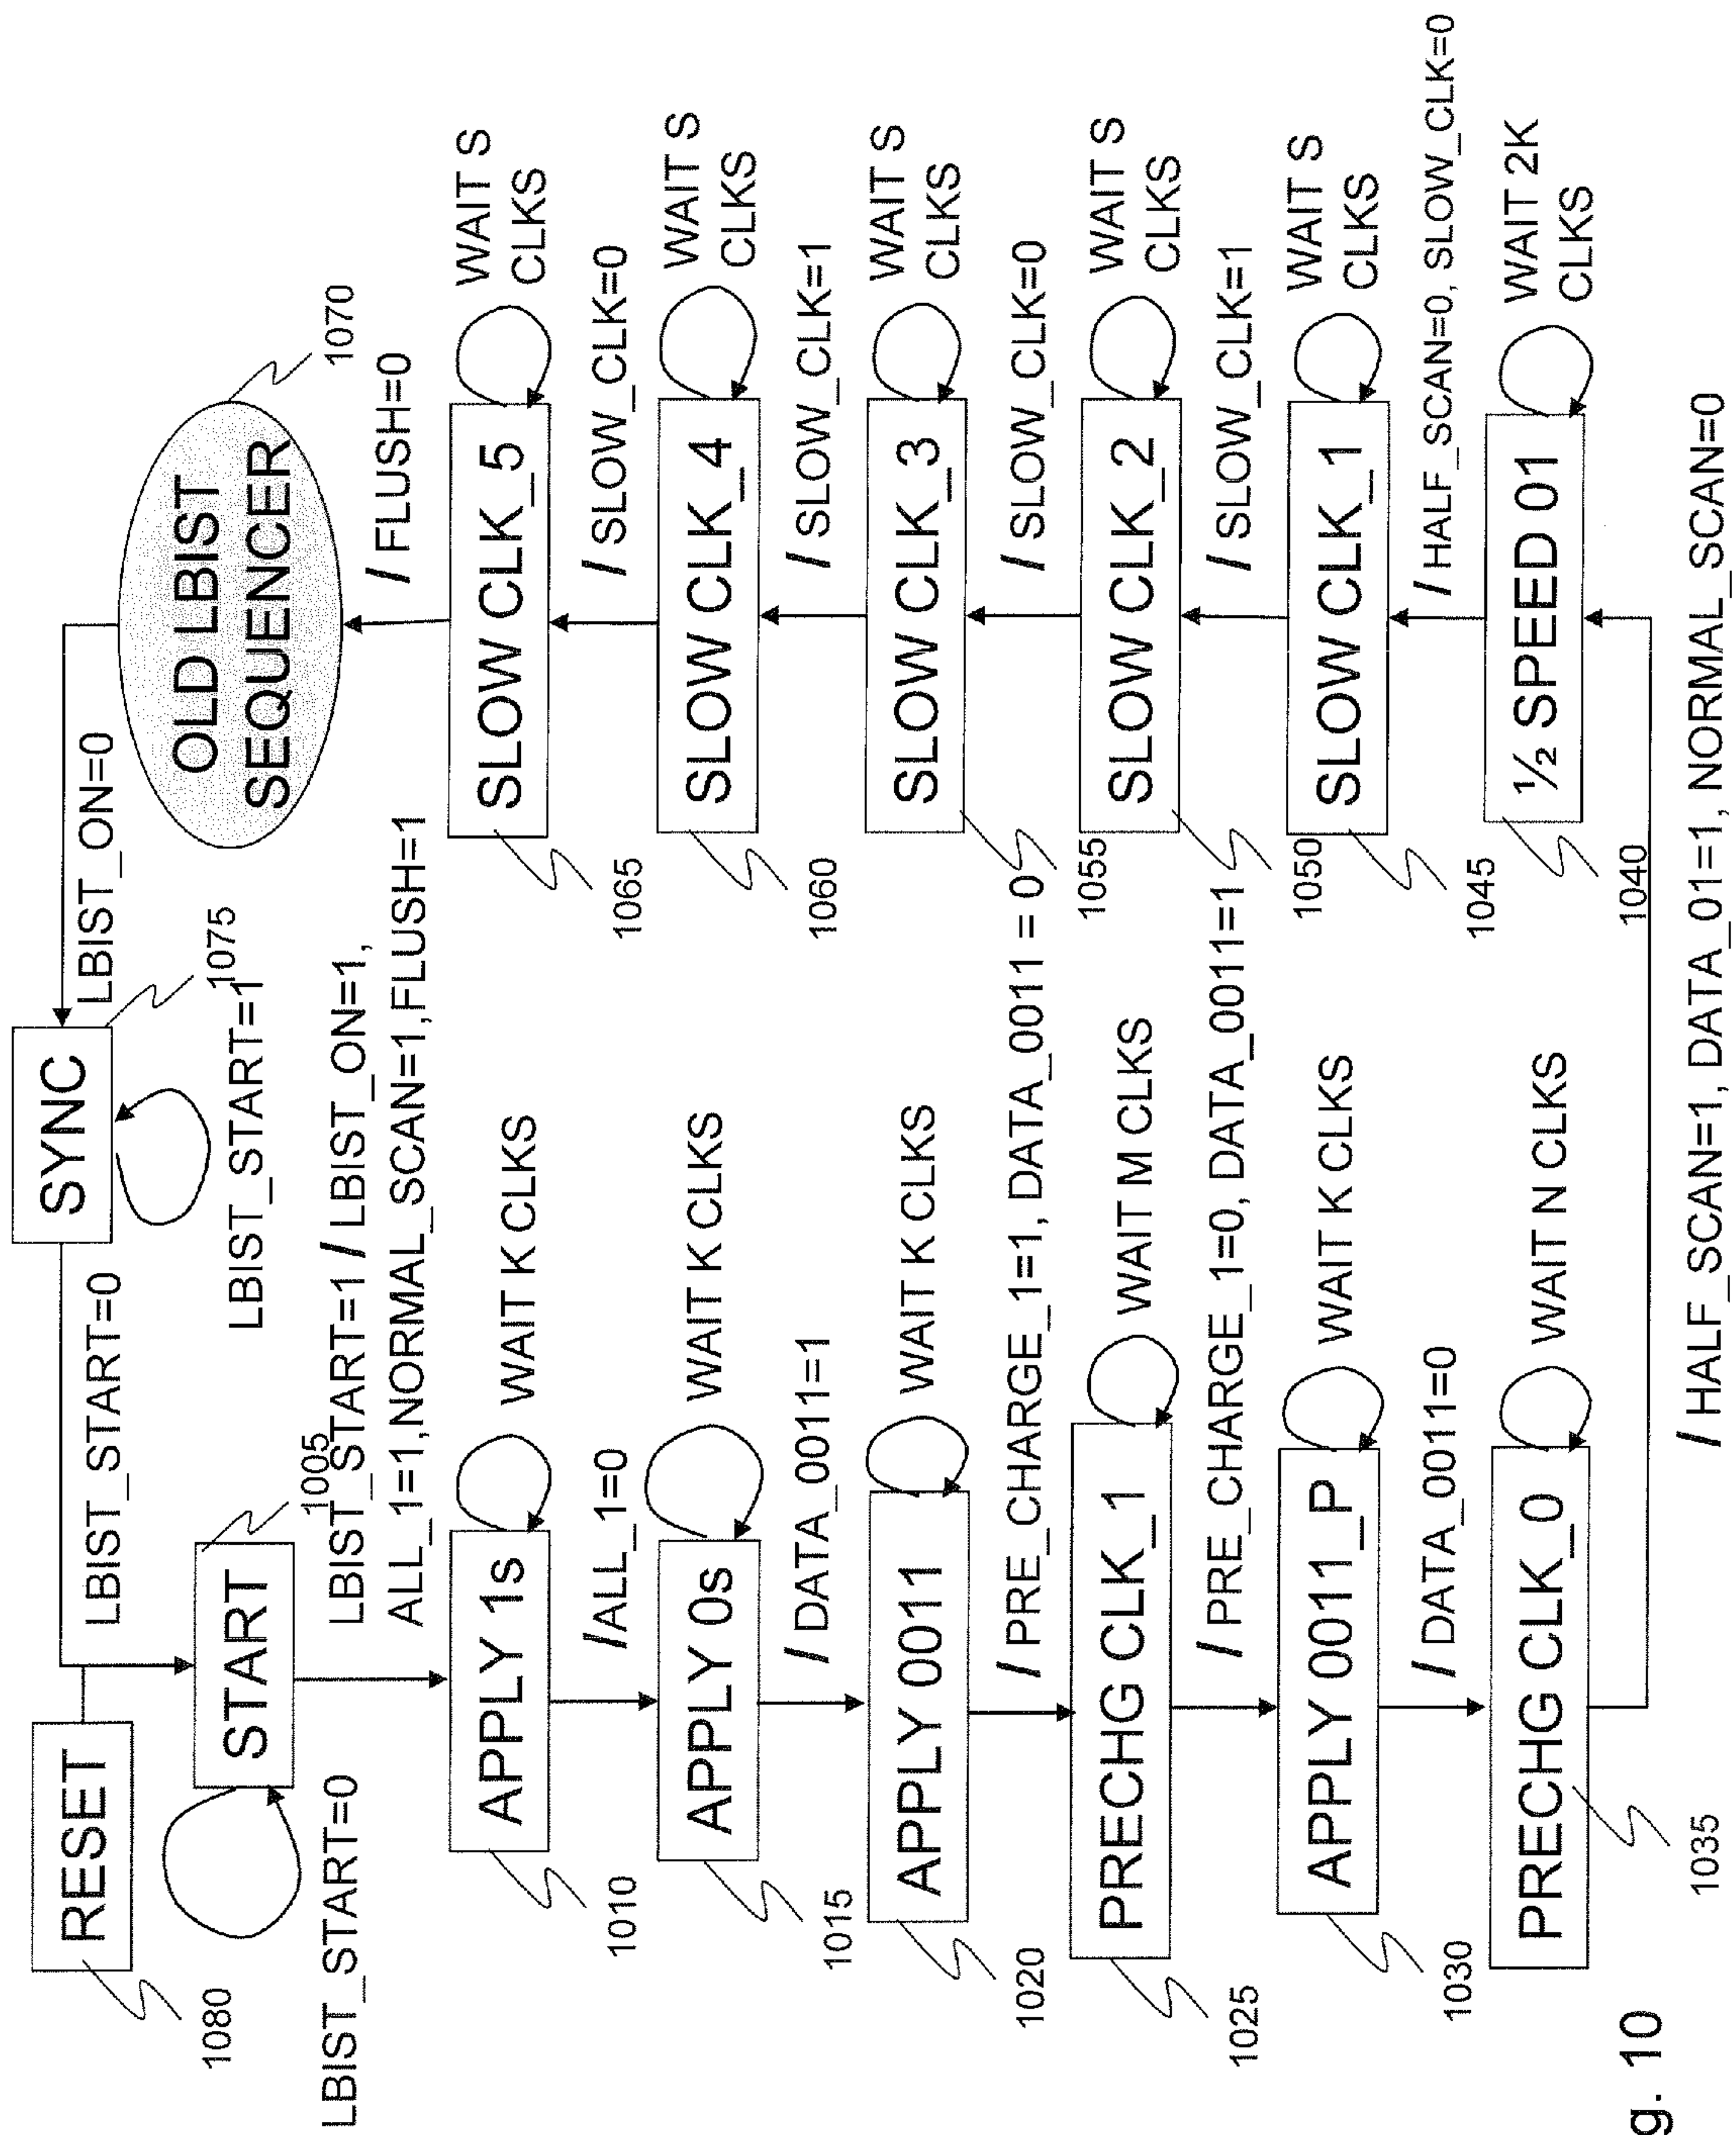 RESET
1080
LBIST_START=0
SYNC
1075
LBIST_START=1
LBIST_ON=0
START
1005
LBIST_START=0
LBIST_START=1 / LBIST_ON=1,
ALL_1=1,NORMAL_SCAN=1,FLUSH=1
APPLY 1s
1010
WAIT K CLKS
/ALL_1=0
APPLY 0s
1015
WAIT K CLKS
/ DATA_0011=1
APPLY 0011
1020
WAIT K CLKS
/ PRE_CHARGE_1=1, DATA_0011 = 0
PRECHG CLK_1
1025
WAIT M CLKS
/ PRE_CHARGE_1=0, DATA_0011=1
APPLY 0011_P
1030
WAIT K CLKS
/ DATA_0011=0
PRECHG CLK_0
1035
WAIT N CLKS
/ HALF_SCAN=1, DATA_01=1, NORMAL_SCAN=0
½ SPEED 01
1040
WAIT 2K
CLKS
/ HALF_SCAN=0, SLOW_CLK=0
SLOW CLK_1
1045
WAIT S
CLKS
/ SLOW_CLK=1
SLOW CLK_2
1050
WAIT S
CLKS
/ SLOW_CLK=0
SLOW CLK_3
1055
WAIT S
CLKS
/ SLOW_CLK=1
SLOW CLK_4
1060
WAIT S
CLKS
/ SLOW_CLK=0
SLOW CLK_5
1065
WAIT S
CLKS
/ FLUSH=0
OLD LBIST
SEQUENCER
1070
g. 10